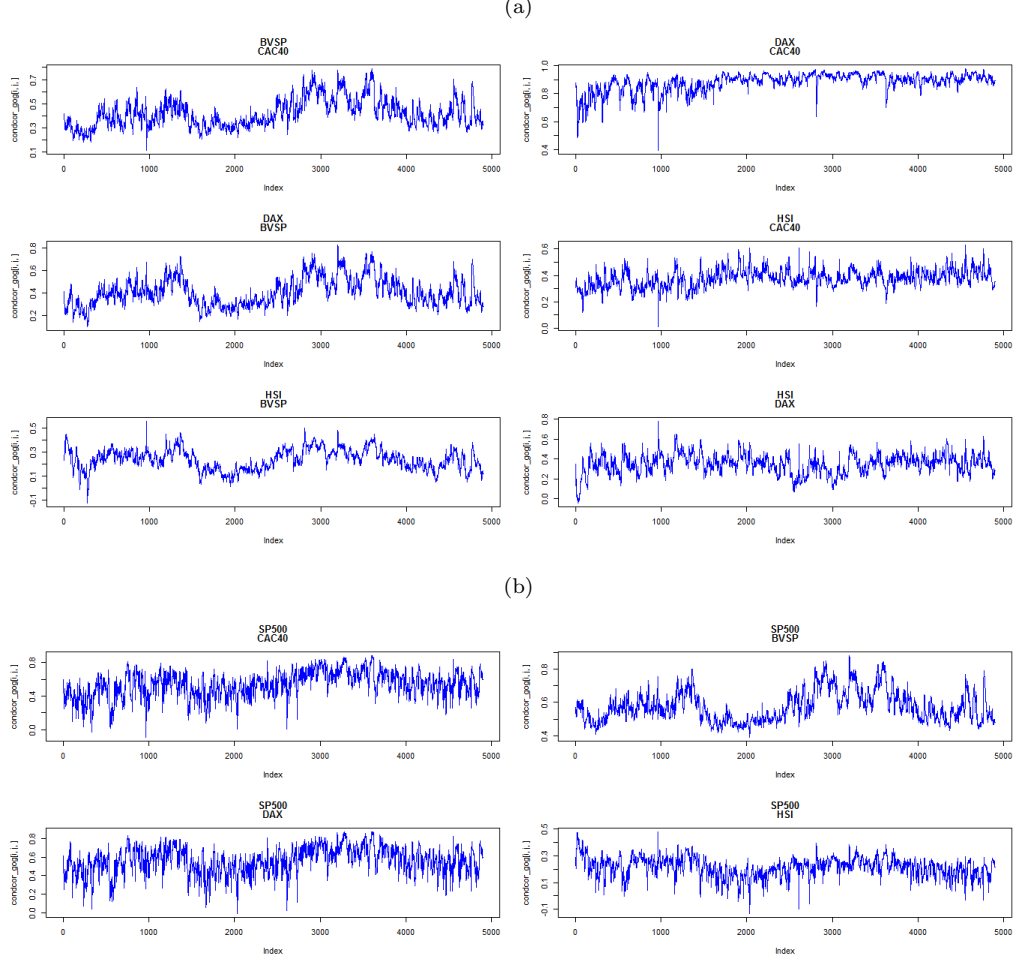 (a)
BVSP
CAC40
condcor_gog[i, i, ]
0.1 0.3 0.5 0.7
0 1000 2000 3000 4000 5000
Index
DAX
CAC40
condcor_gog[i, i, ]
0.4 0.6 0.8 1.0
0 1000 2000 3000 4000 5000
Index
DAX
BVSP
condcor_gog[i, i, ]
0.2 0.4 0.6 0.8
0 1000 2000 3000 4000 5000
Index
HSI
CAC40
condcor_gog[i, i, ]
0.0 0.2 0.4 0.6
0 1000 2000 3000 4000 5000
Index
HSI
BVSP
condcor_gog[i, i, ]
-0.1 0.1 0.3 0.5
0 1000 2000 3000 4000 5000
Index
HSI
DAX
condcor_gog[i, i, ]
0.0 0.2 0.4 0.6 0.8
0 1000 2000 3000 4000 5000
Index
(b)
SP500
CAC40
condcor_gog[i, i, ]
0.0 0.4 0.8
0 1000 2000 3000 4000 5000
Index
SP500
BVSP
condcor_gog[i, i, ]
0.4 0.6 0.8
0 1000 2000 3000 4000 5000
Index
SP500
DAX
condcor_gog[i, i, ]
0.0 0.2 0.4 0.6 0.8
0 1000 2000 3000 4000 5000
Index
SP500
HSI
condcor_gog[i, i, ]
-0.1 0.1 0.3 0.5
0 1000 2000 3000 4000 5000
Index